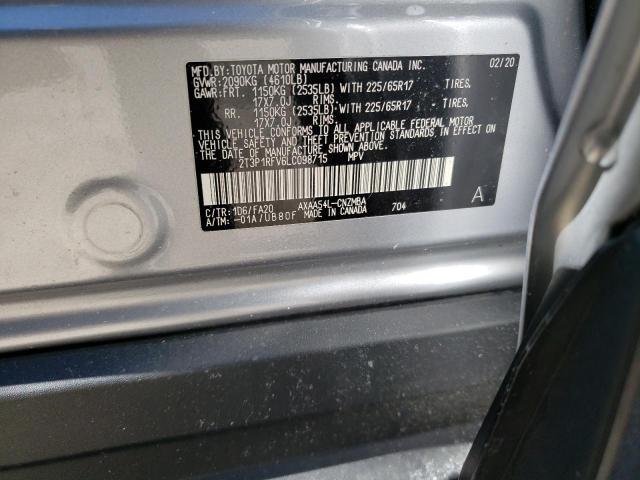 MFD.BY:TOYOTA MOTOR MANUFACTURING CANADA INC. 02/20
GVWR:2090KG (4610LB)
GAWR:FRT. 1150KG (2535LB) WITH 225/65R17 TIRES,
17X7.0J RIMS,
RR. 1150KG (2535LB) WITH 225/65R17 TIRES,
17X7.0J RIMS,
THIS VEHICLE CONFORMS TO ALL APPLICABLE FEDERAL MOTOR
VEHICLE SAFETY, BUMPER, AND THEFT PREVENTION
STANDARDS IN EFFECT ON THE DATE OF
MANUFACTURE SHOWN ABOVE.
2T3P1RFV6LC098715 MPV
A
C/TR:1D6/FA20 AXAA54L-CNZMBA 704
A/TM:-01A/UB80F MADE IN CANADA